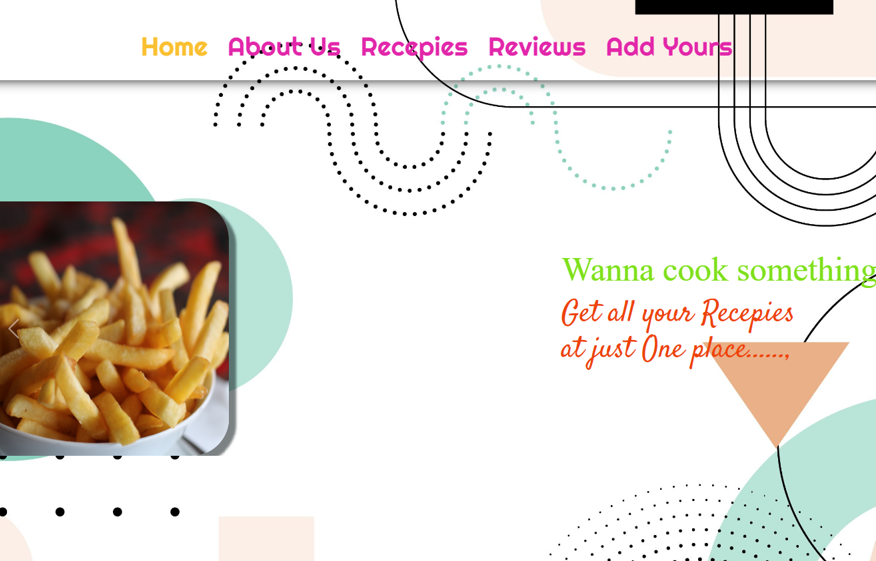 Home About Us Recepies Reviews Add Yours
Wanna cook something
Get all your Recepies
at just One place......,